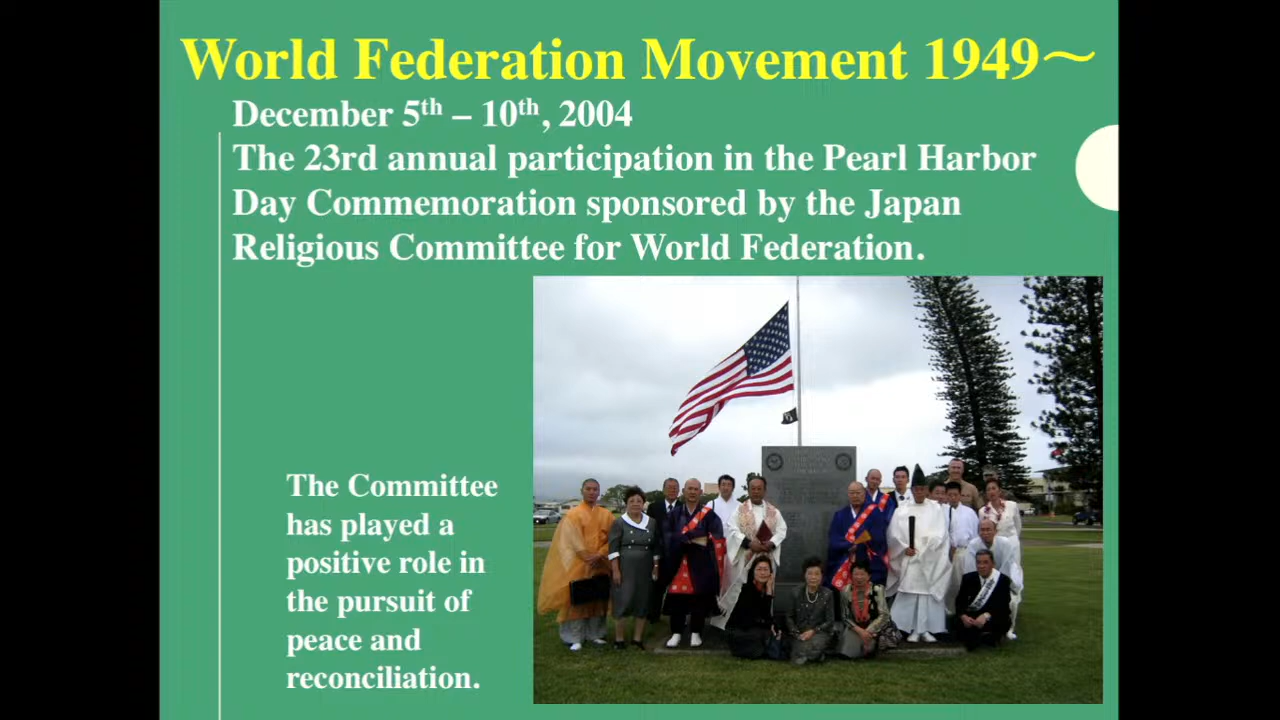 World Federation Movement 1949～
December 5th – 10th, 2004
The 23rd annual participation in the Pearl Harbor
Day Commemoration sponsored by the Japan
Religious Committee for World Federation.
The Committee
has played a
positive role in
the pursuit of
peace and
reconciliation.